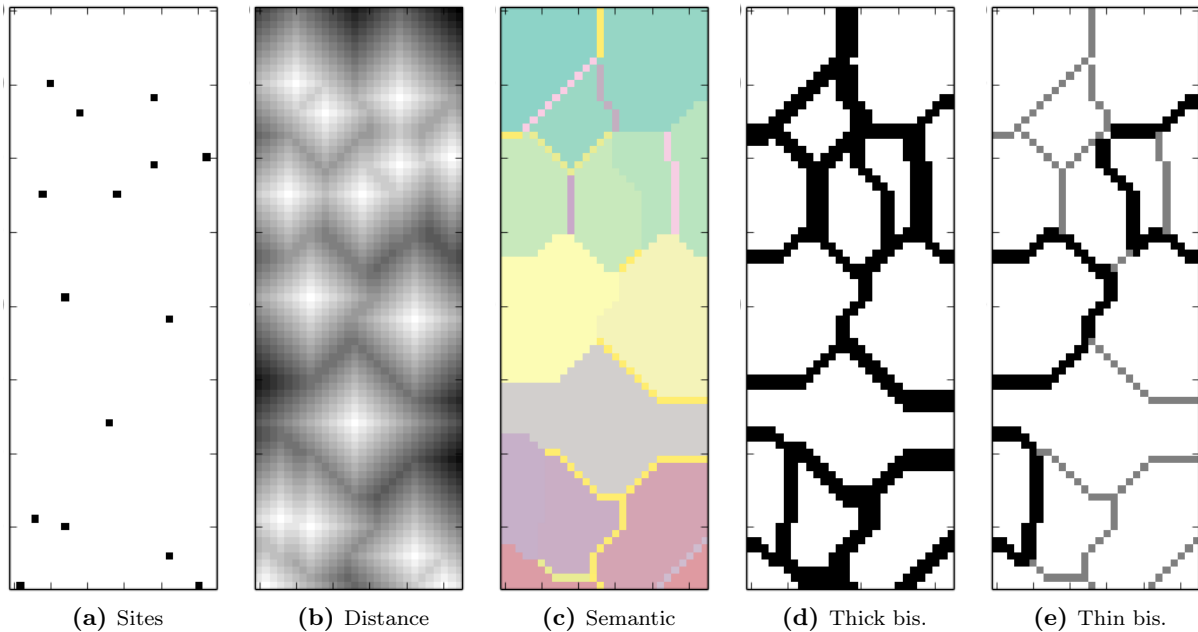 (a) Sites
(b) Distance
(c) Semantic
(d) Thick bis.
(e) Thin bis.